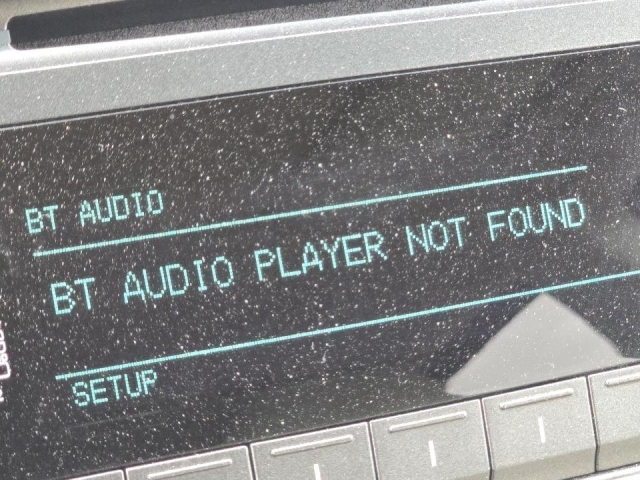 BT AUDIO
BT AUDIO PLAYER NOT FOUND
SETUP